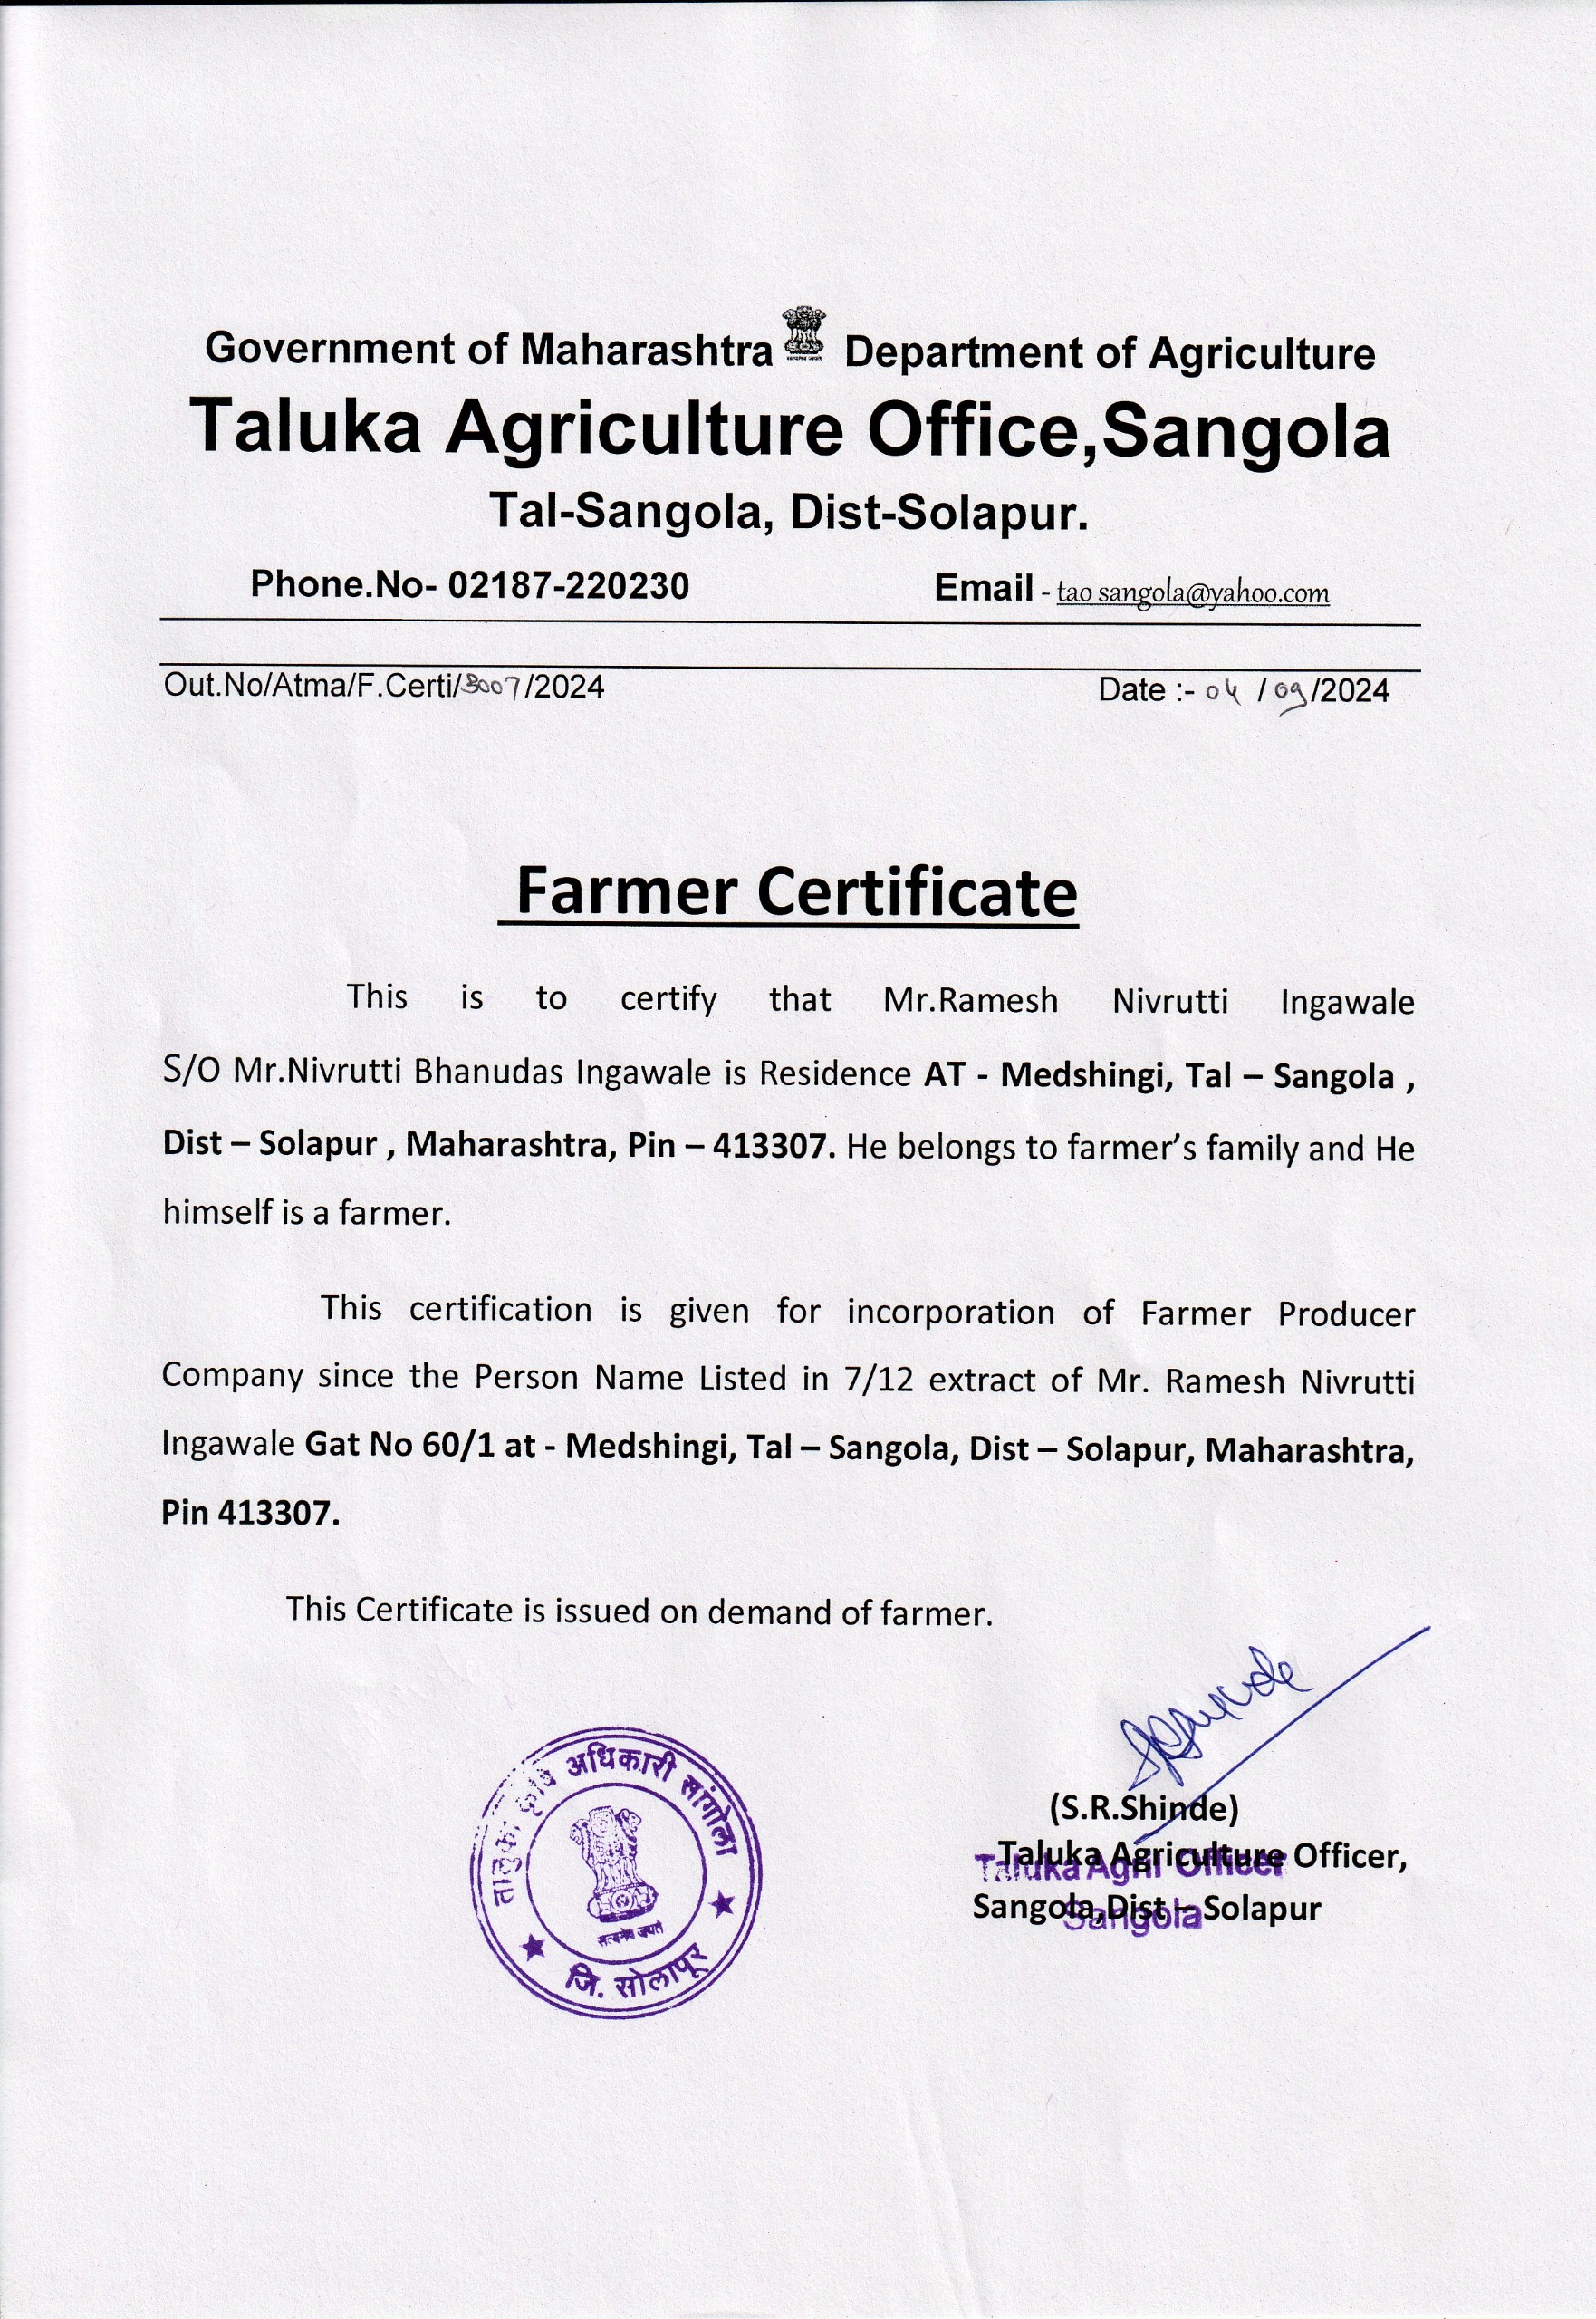 Government of Maharashtra Department of Agriculture
Taluka Agriculture Office,Sangola
Tal-Sangola, Dist-Solapur.
Phone.No- 02187-220230 Email - tao sangola@yahoo.com
Out.No/Atma/F.Certi/3007/2024 Date :- 04 /09/2024
Farmer Certificate
This is to certify that Mr.Ramesh Nivrutti Ingawale
S/O Mr.Nivrutti Bhanudas Ingawale is Residence AT - Medshingi, Tal – Sangola ,
Dist – Solapur , Maharashtra, Pin – 413307. He belongs to farmer’s family and He
himself is a farmer.
This certification is given for incorporation of Farmer Producer
Company since the Person Name Listed in 7/12 extract of Mr. Ramesh Nivrutti
Ingawale Gat No 60/1 at - Medshingi, Tal – Sangola, Dist – Solapur, Maharashtra,
Pin 413307.
This Certificate is issued on demand of farmer.
तालुका कृषि अधिकारी सांगोला
सत्यमेव जयते
जि. सोलापूर
(S.R.Shinde)
Taluka Agriculture Officer,
Taluka Agri Officer
Sangola,Dist – Solapur
Sangola